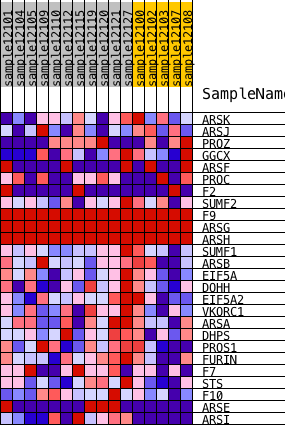 sample12101
sample12104
sample12105
sample12109
sample12110
sample12112
sample12115
sample12119
sample12120
sample12121
sample12122
sample12100
sample12102
sample12103
sample12107
sample12108
SampleName
ARSK
ARSJ
PROZ
GGCX
ARSF
PROC
F2
SUMF2
F9
ARSG
ARSH
SUMF1
ARSB
EIF5A
DOHH
EIF5A2
VKORC1
ARSA
DHPS
PROS1
FURIN
F7
STS
F10
ARSE
ARSI